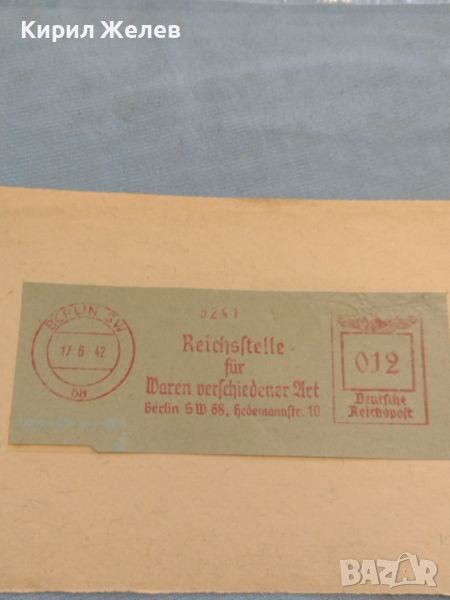 Кирил Желев
BERLIN SW
17.6.42
68
Reichsstelle
für
Waren verschiedener Art
Berlin SW 68, Hedemannstr. 10
012
Deutsche
Reichspost
BAZAR